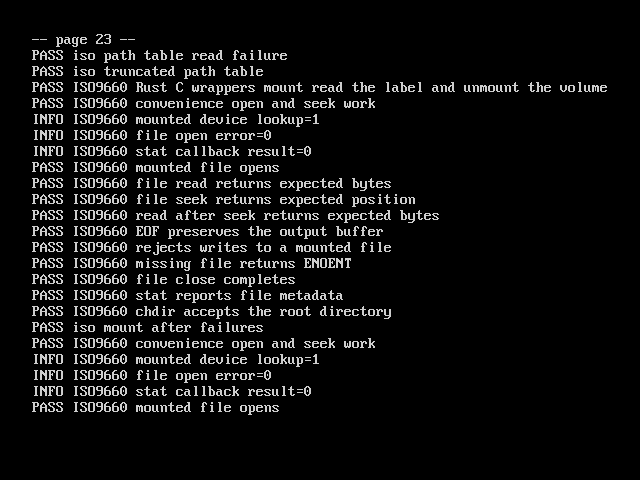 -- page 23 --
PASS iso path table read failure
PASS iso truncated path table
PASS ISO9660 Rust C wrappers mount read the label and unmount the volume
PASS ISO9660 convenience open and seek work
INFO ISO9660 mounted device lookup=1
INFO ISO9660 file open error=0
INFO ISO9660 stat callback result=0
PASS ISO9660 mounted file opens
PASS ISO9660 file read returns expected bytes
PASS ISO9660 file seek returns expected position
PASS ISO9660 read after seek returns expected bytes
PASS ISO9660 EOF preserves the output buffer
PASS ISO9660 rejects writes to a mounted file
PASS ISO9660 missing file returns ENOENT
PASS ISO9660 file close completes
PASS ISO9660 stat reports file metadata
PASS ISO9660 chdir accepts the root directory
PASS iso mount after failures
PASS ISO9660 convenience open and seek work
INFO ISO9660 mounted device lookup=1
INFO ISO9660 file open error=0
INFO ISO9660 stat callback result=0
PASS ISO9660 mounted file opens